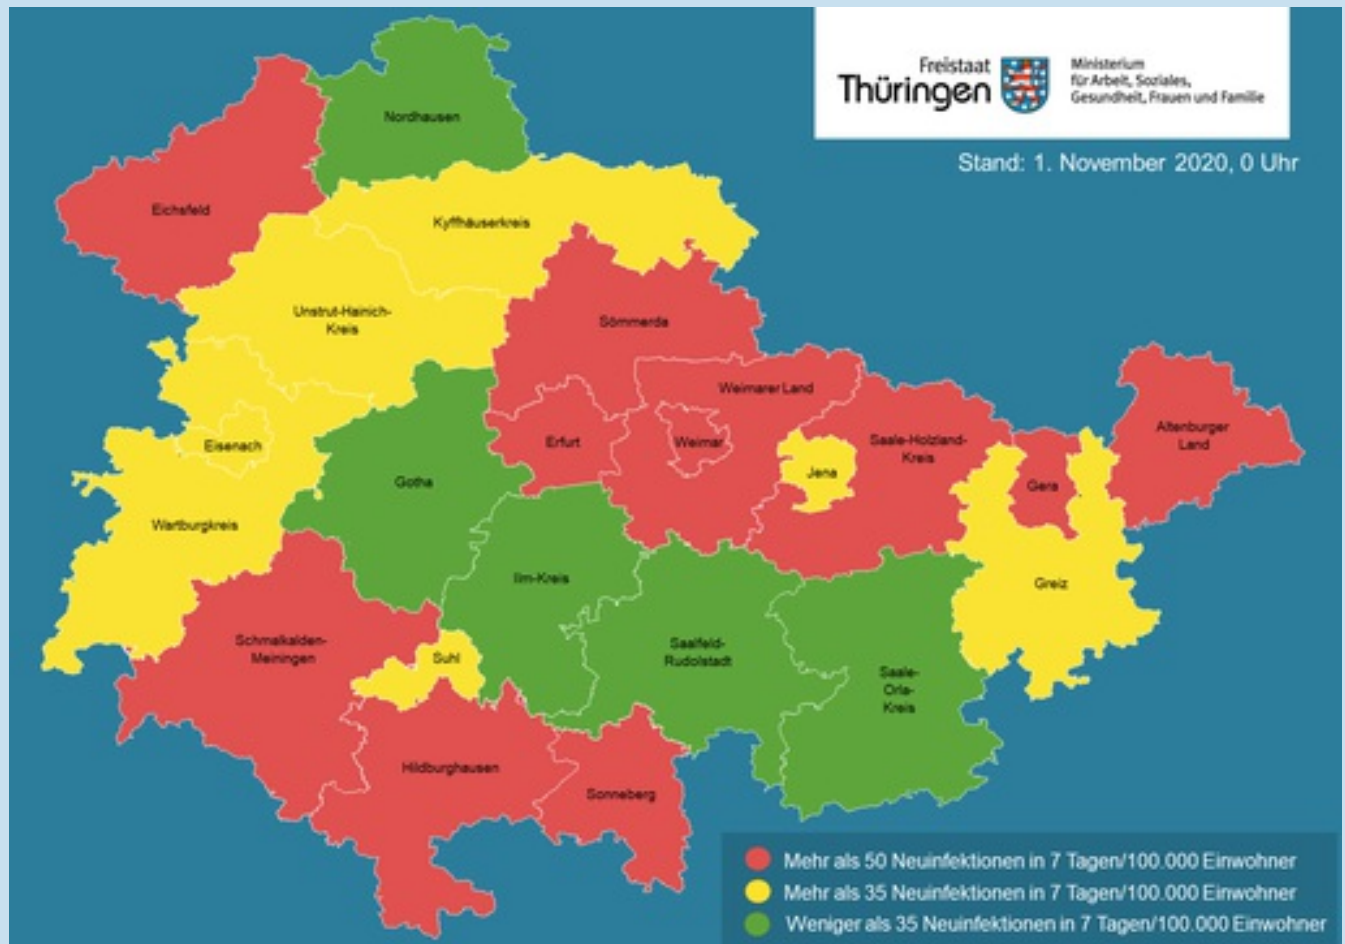 Freistaat
Thüringen
Ministerium
für Arbeit, Soziales,
Gesundheit, Frauen und Familie
Stand: 1. November 2020, 0 Uhr
Nordhausen
Eichsfeld
Kyffhäuserkreis
Unstrut-Hainich-
Kreis
Sömmerda
Weimarer Land
Altenburger
Land
Eisenach
Erfurt
Weimar
Saale-Holzland-
Kreis
Jena
Gera
Gotha
Wartburgkreis
Ilm-Kreis
Greiz
Schmalkalden-
Meiningen
Suhl
Saalfeld-
Rudolstadt
Saale-
Orla-
Kreis
Hildburghausen
Sonneberg
Mehr als 50 Neuinfektionen in 7 Tagen/100.000 Einwohner
Mehr als 35 Neuinfektionen in 7 Tagen/100.000 Einwohner
Weniger als 35 Neuinfektionen in 7 Tagen/100.000 Einwohner